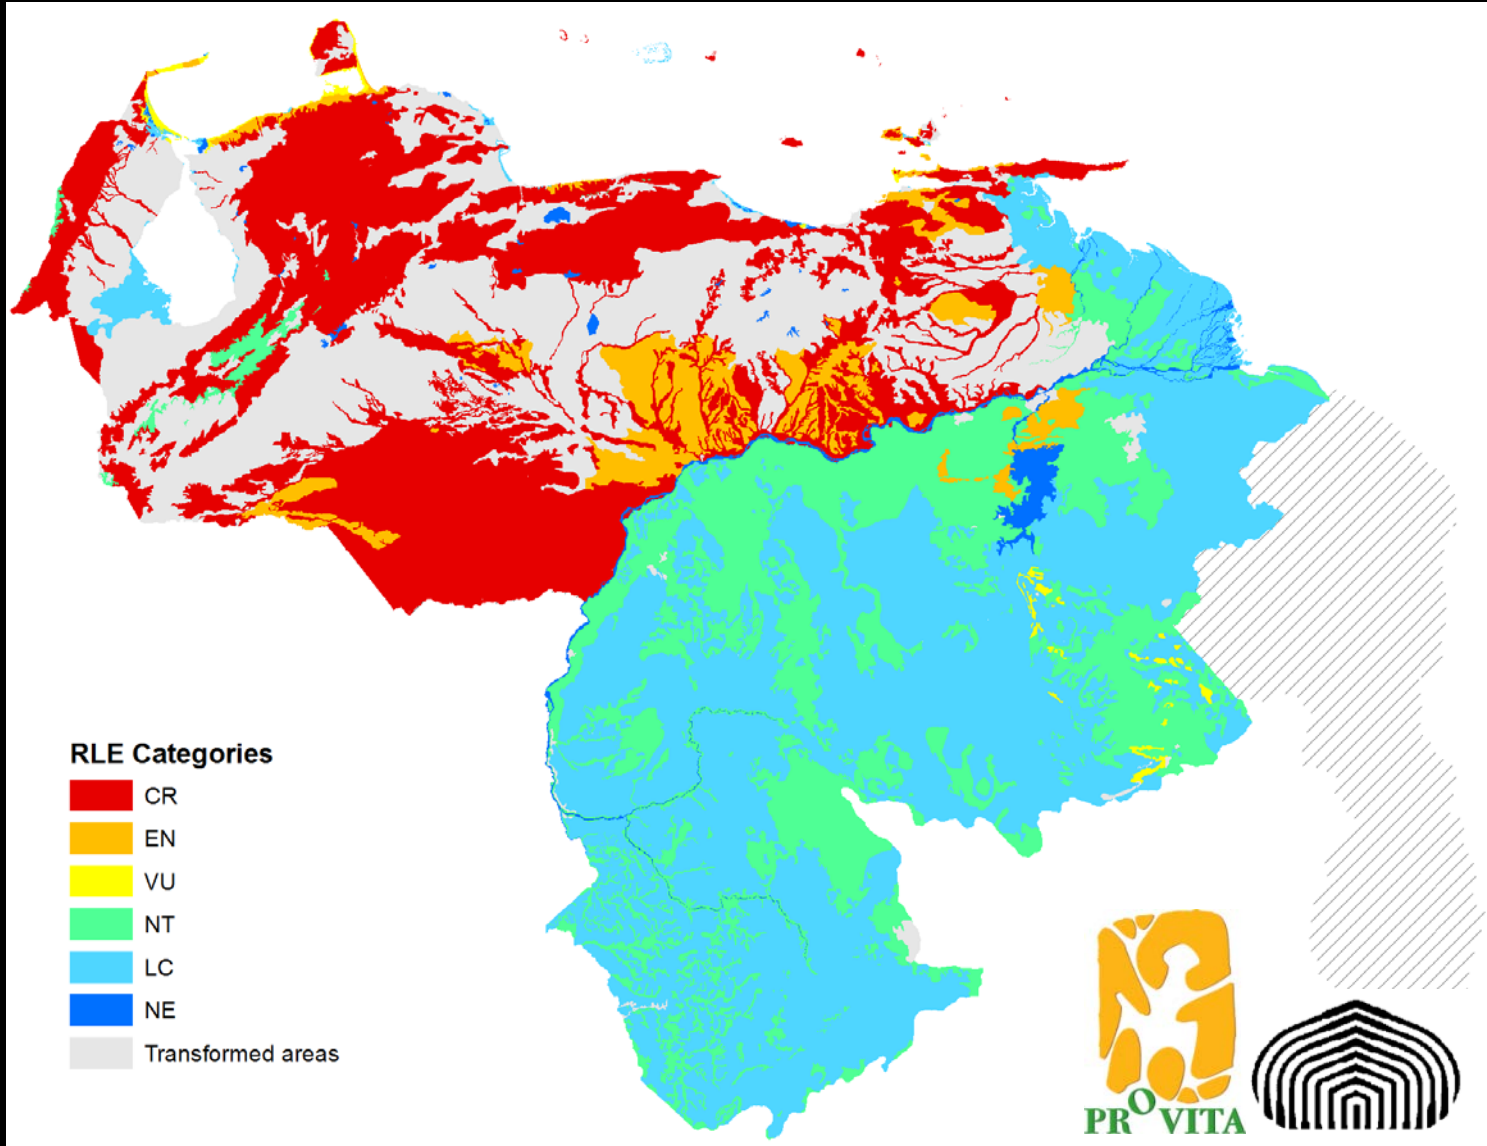 RLE Categories
CR
EN
VU
NT
LC
NE
Transformed areas
PROVITA